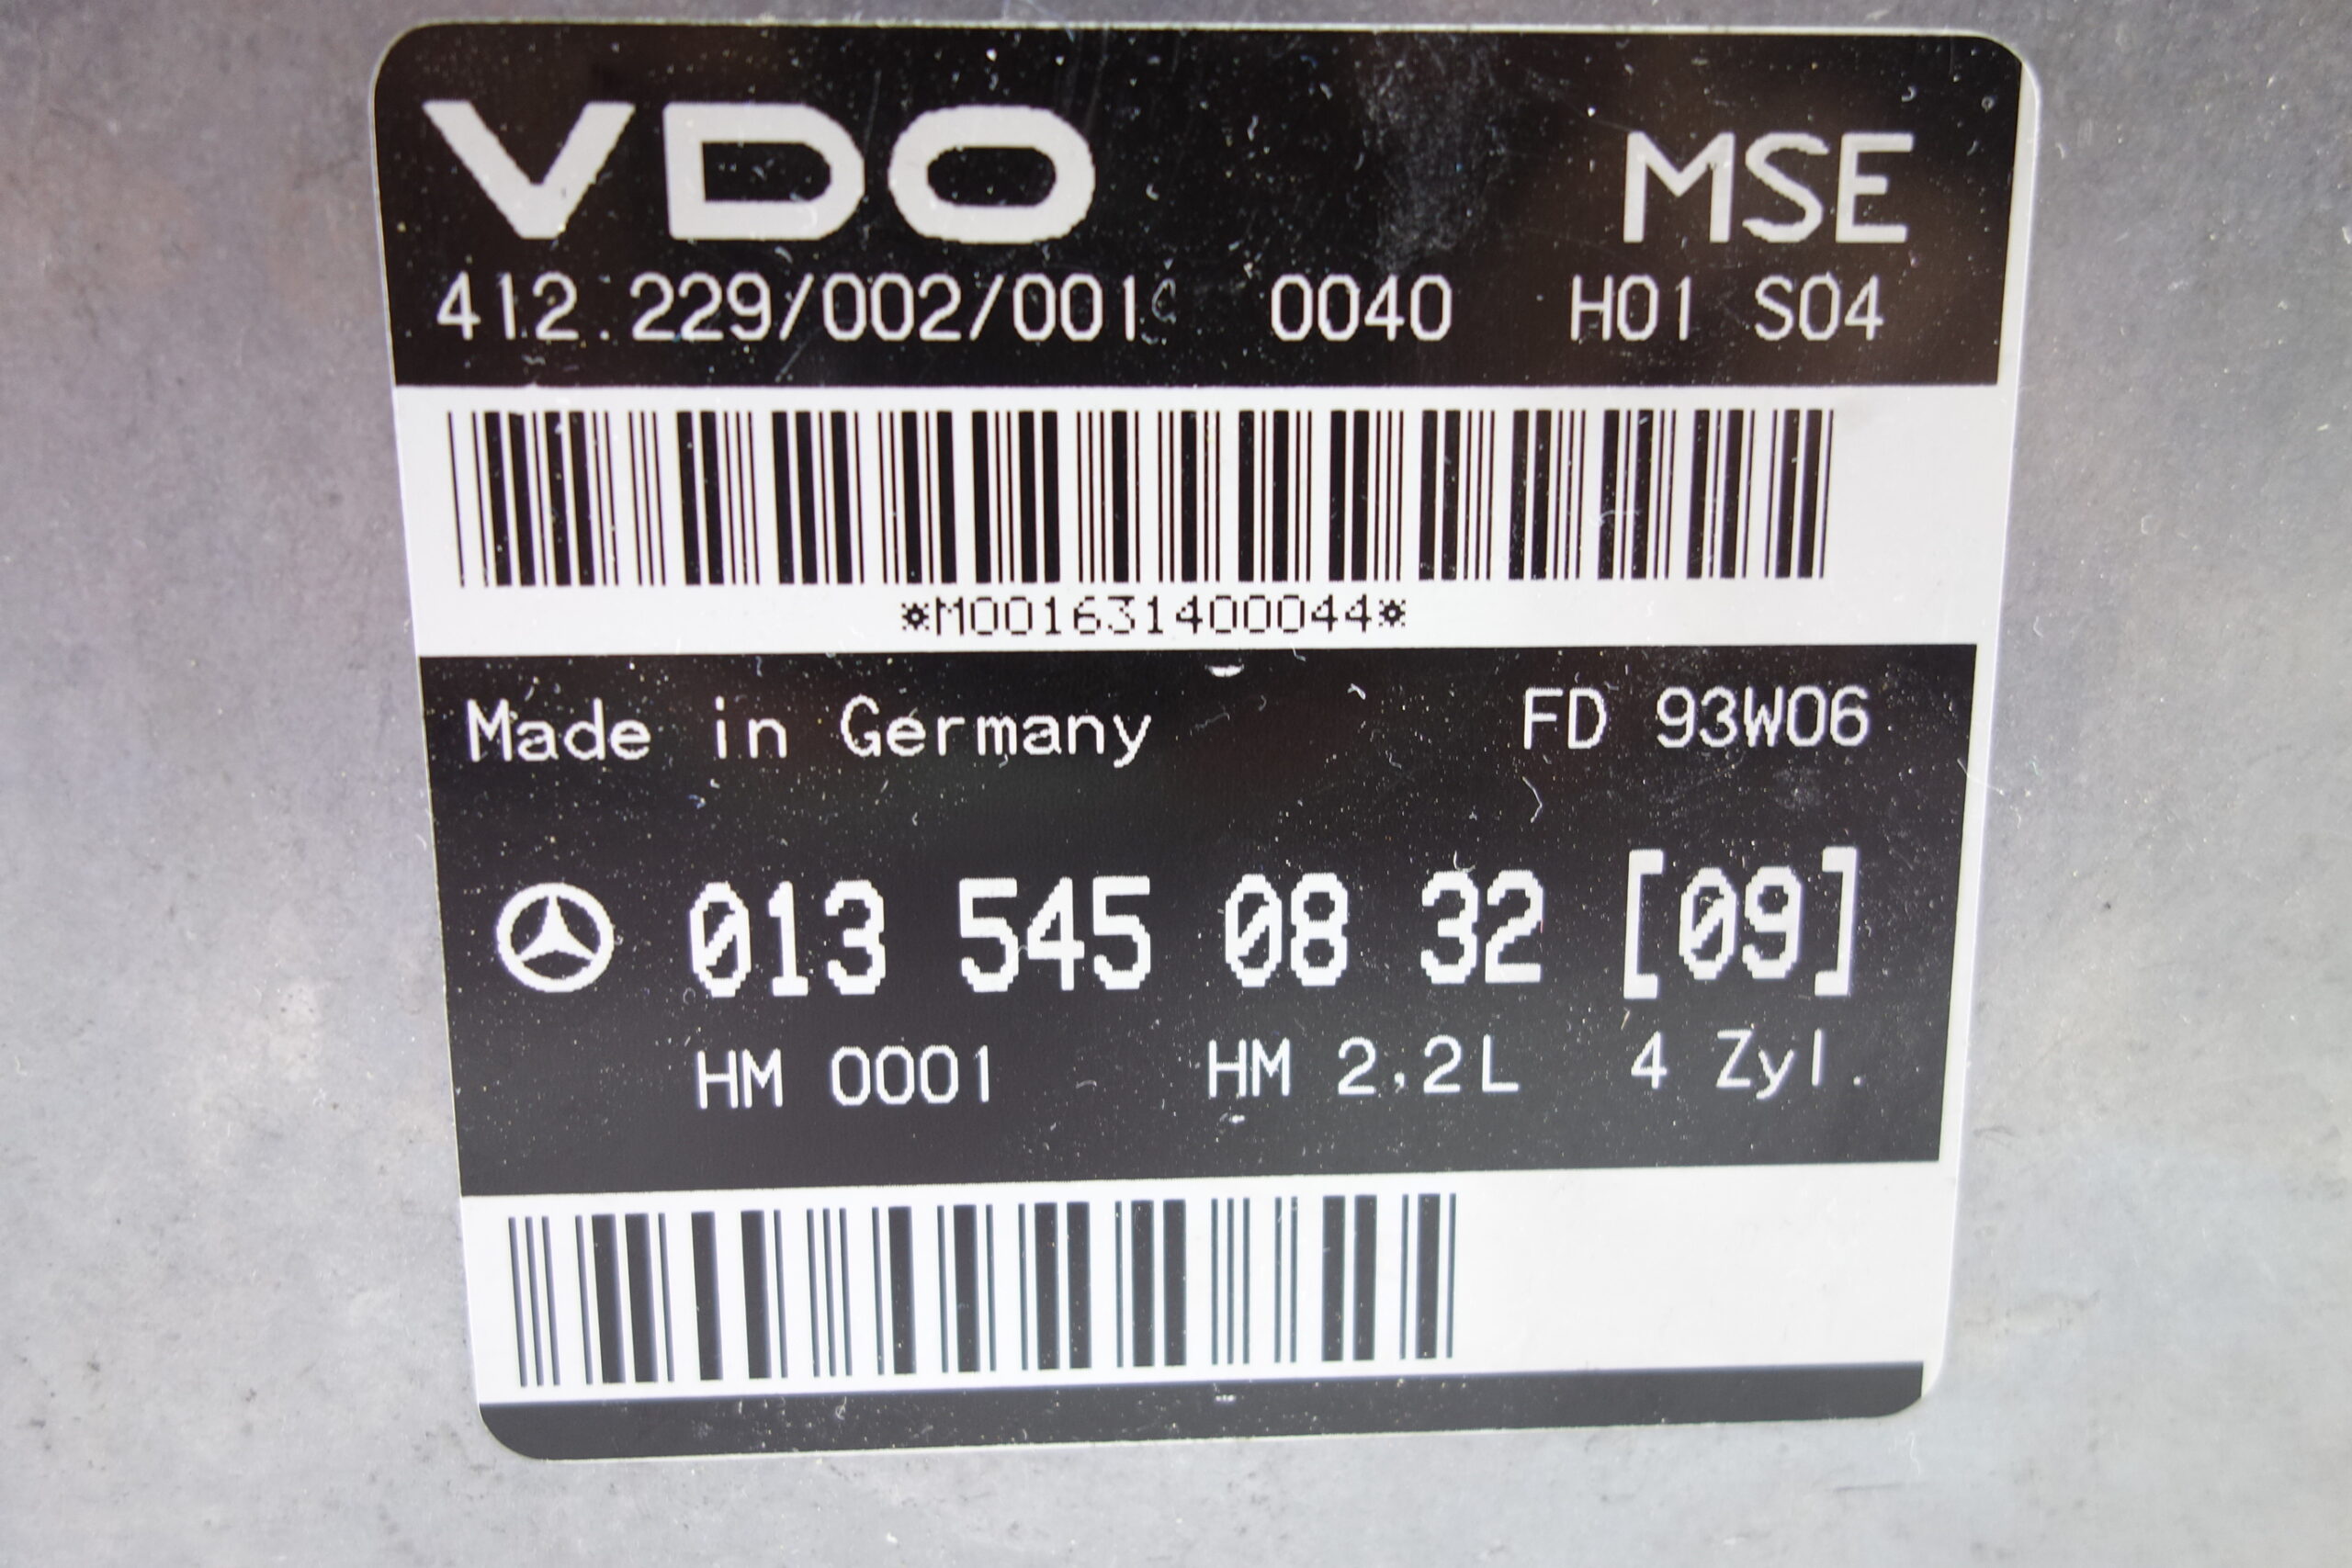 VDO MSE
412.229/002/001 0040 H01 S04
*M001631400044*
Made in Germany FD 93W06
013 545 08 32 [09]
HM 0001 HM 2,2L 4 Zyl.